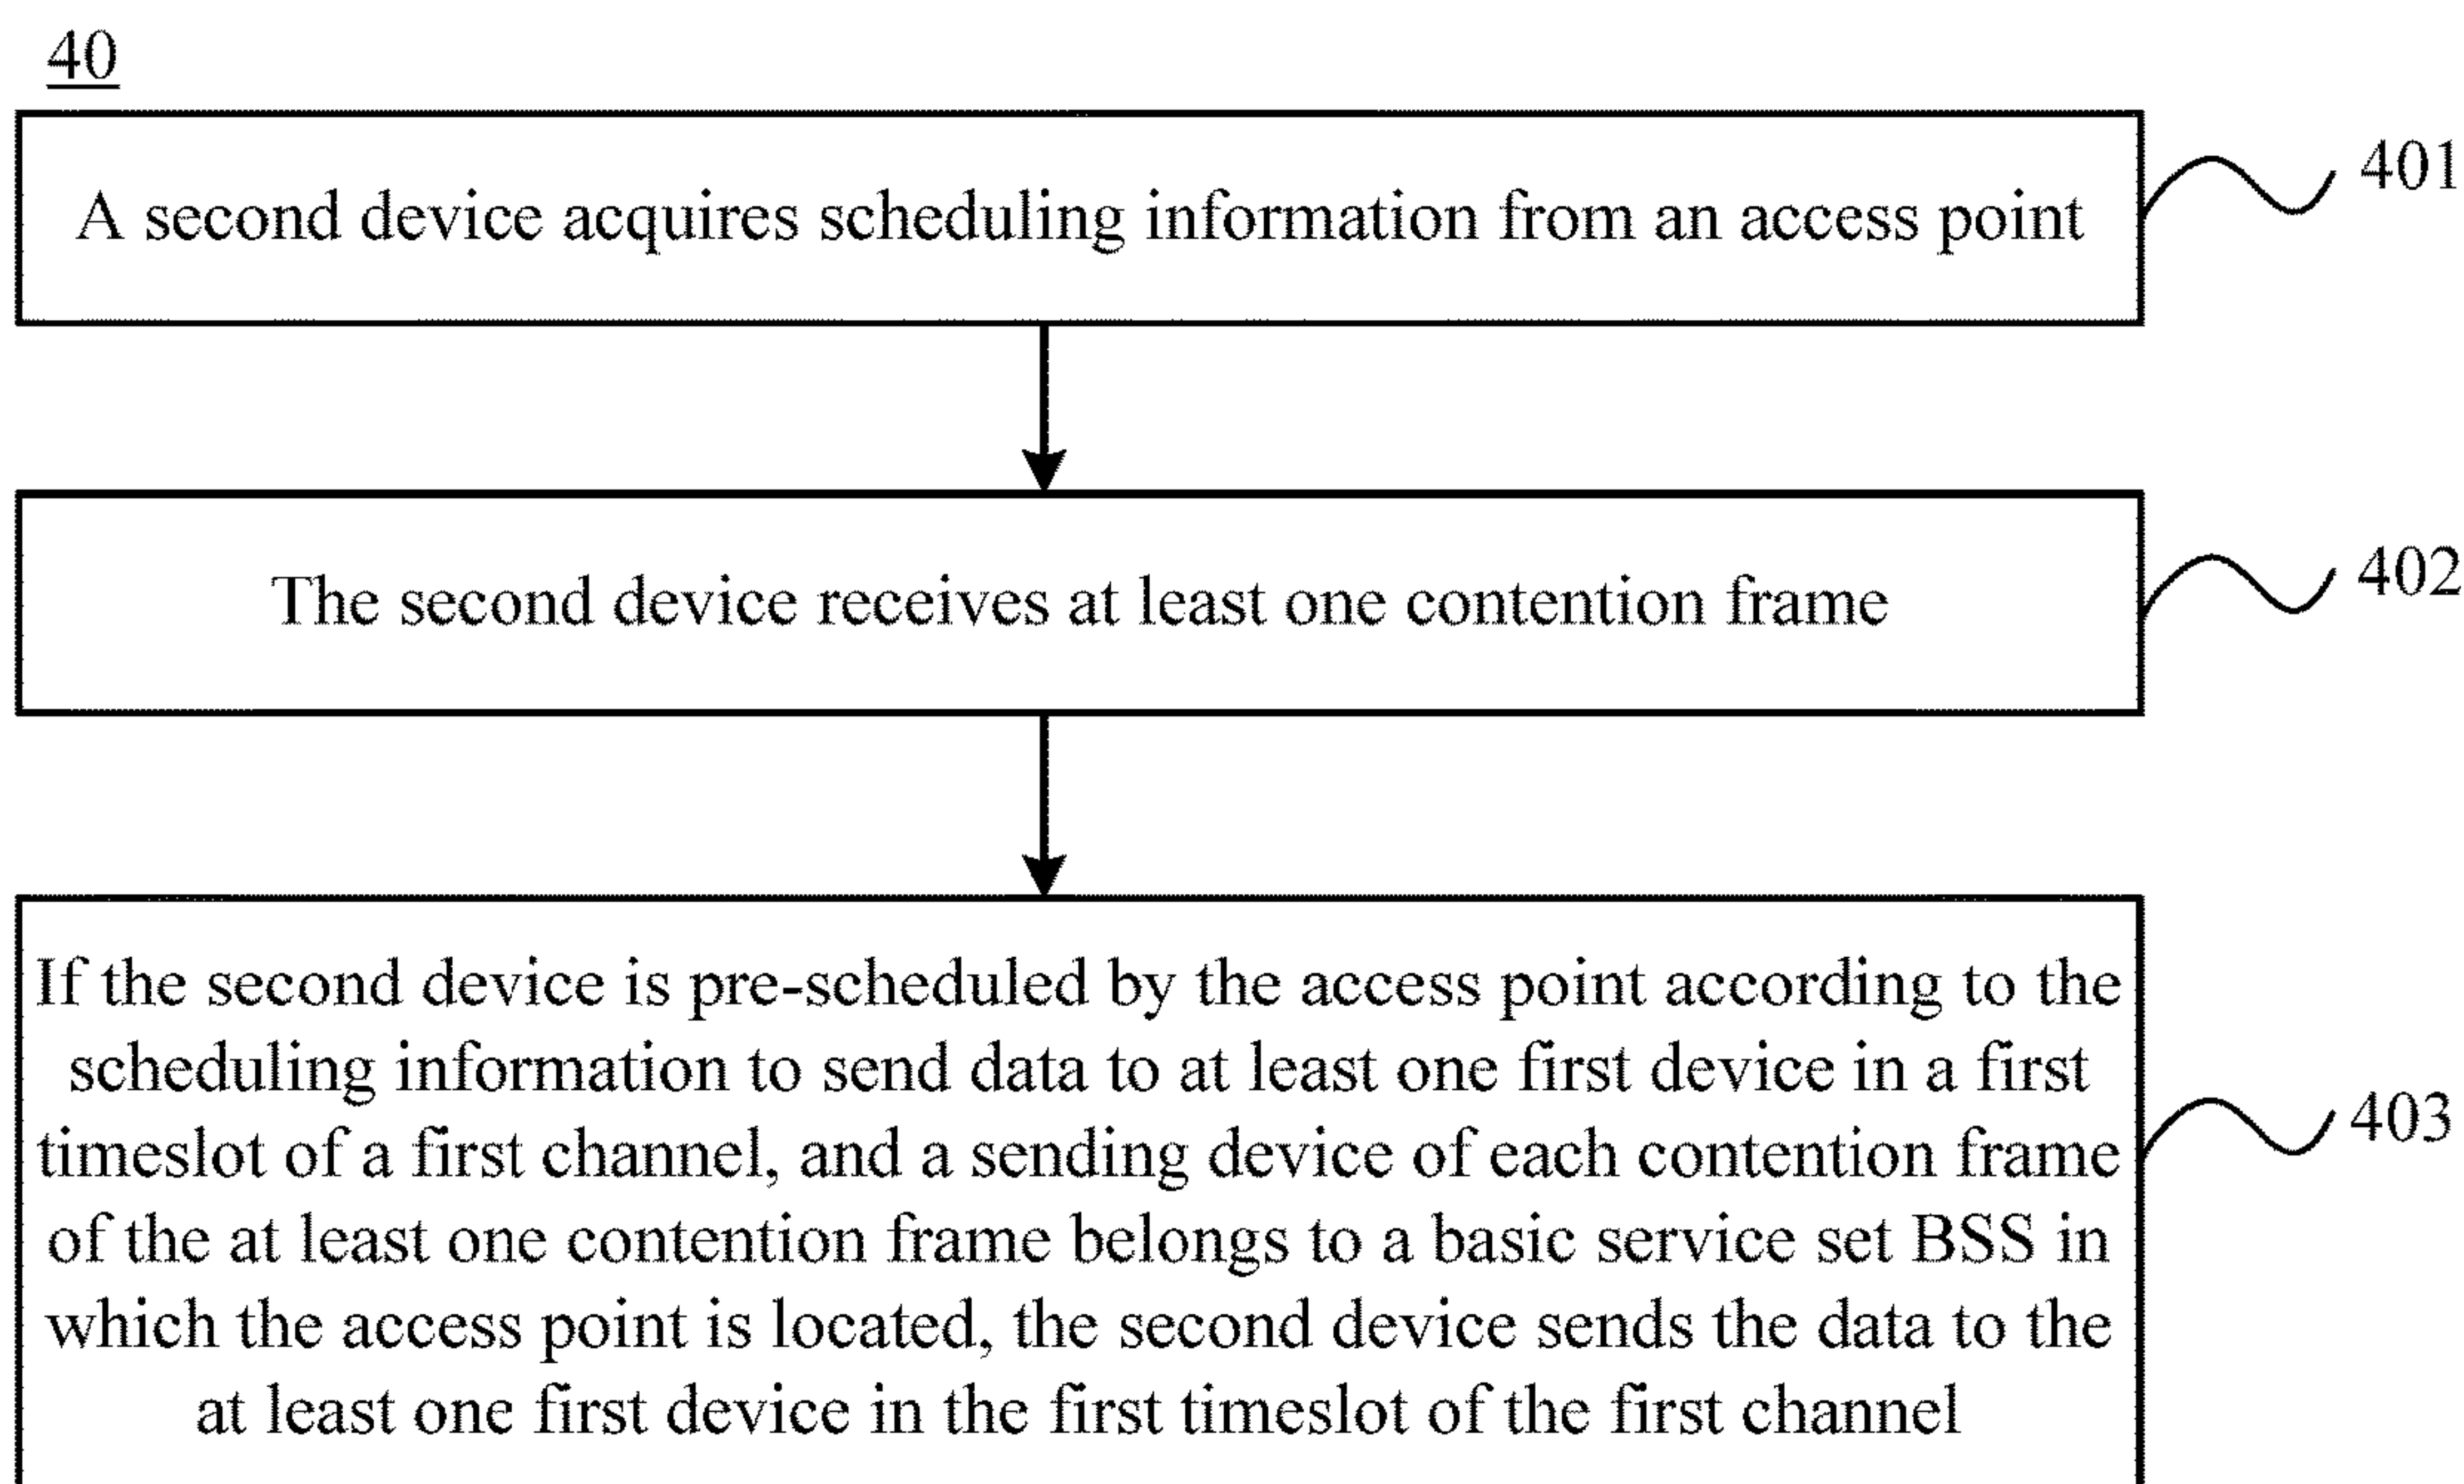 40
A second device acquires scheduling information from an access point
401
The second device receives at least one contention frame
402
If the second device is pre-scheduled by the access point according to the
scheduling information to send data to at least one first device in a first
timeslot of a first channel, and a sending device of each contention frame
of the at least one contention frame belongs to a basic service set BSS in
which the access point is located, the second device sends the data to the
at least one first device in the first timeslot of the first channel
403